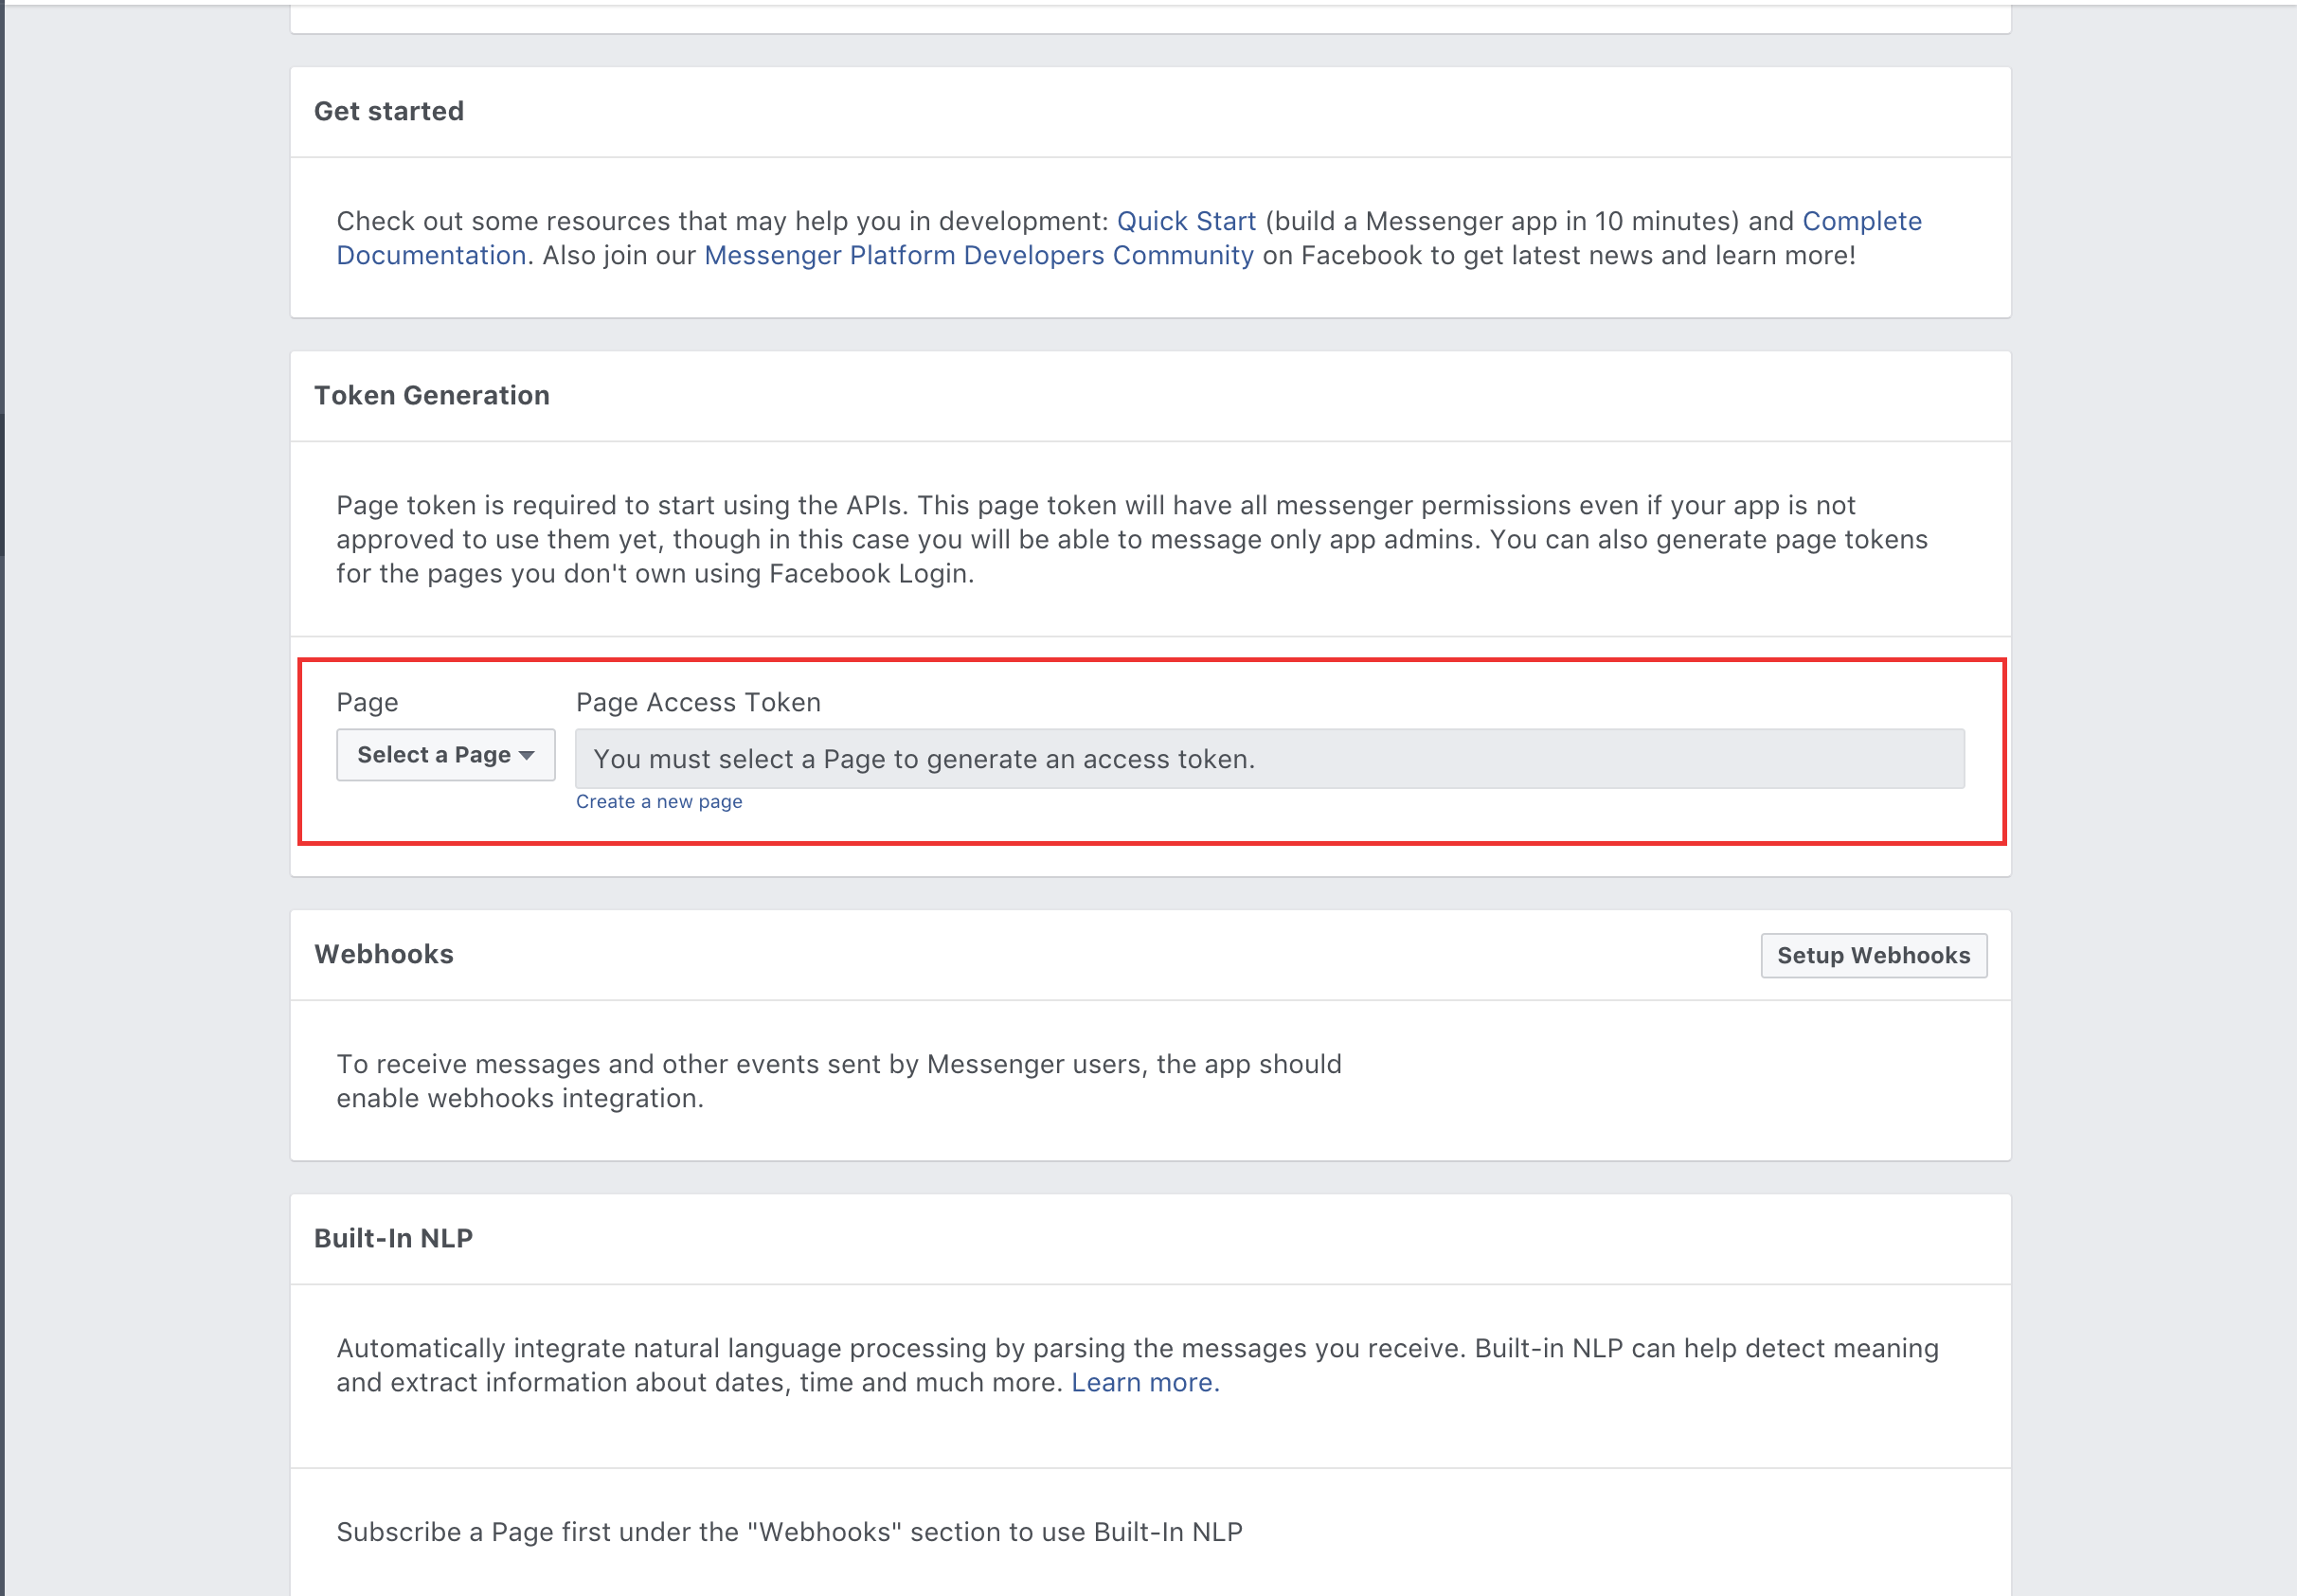 Get started
Check out some resources that may help you in development: Quick Start (build a Messenger app in 10 minutes) and Complete
Documentation. Also join our Messenger Platform Developers Community on Facebook to get latest news and learn more!
Token Generation
Page token is required to start using the APIs. This page token will have all messenger permissions even if your app is not
approved to use them yet, though in this case you will be able to message only app admins. You can also generate page tokens
for the pages you don't own using Facebook Login.
Page
Page Access Token
Select a Page
You must select a Page to generate an access token.
Create a new page
Webhooks
Setup Webhooks
To receive messages and other events sent by Messenger users, the app should
enable webhooks integration.
Built-In NLP
Automatically integrate natural language processing by parsing the messages you receive. Built-in NLP can help detect meaning
and extract information about dates, time and much more. Learn more.
Subscribe a Page first under the "Webhooks" section to use Built-In NLP